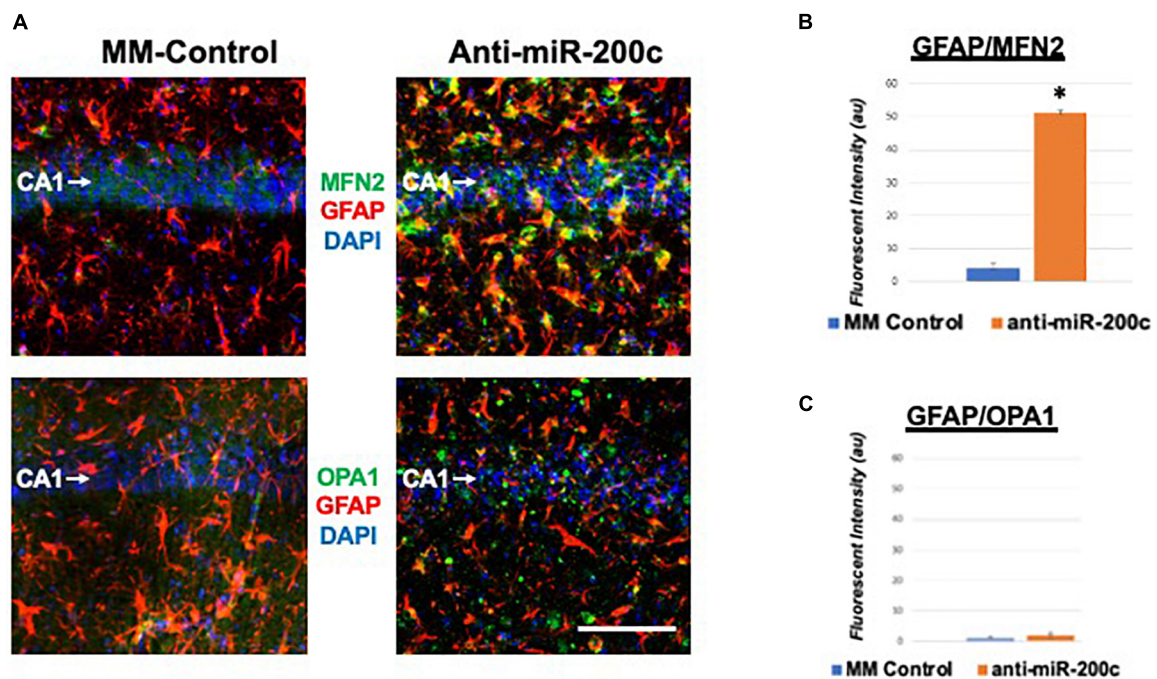 A
MM-Control
Anti-miR-200c
CA1
MFN2
GFAP
DAPI
CA1
CA1
OPA1
GFAP
DAPI
CA1
B
GFAP/MFN2
Fluorescent Intensity (au)
60
50
40
30
20
10
0
*
MM Control
anti-miR-200c
C
GFAP/OPA1
Fluorescent Intensity (au)
60
50
40
30
20
10
0
MM Control
anti-miR-200c